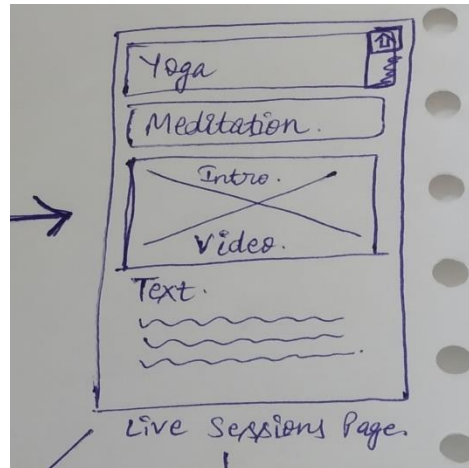 Yoga
Meditation.
Intro.
Video.
Text.
Live Sessions Page.